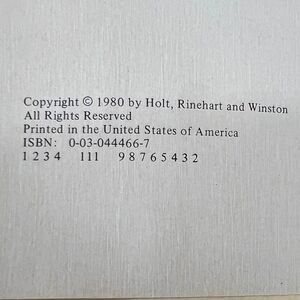 Copyright © 1980 by Holt, Rinehart and Winston
All Rights Reserved
Printed in the United States of America
ISBN: 0-03-044466-7
1 2 3 4 111 9 8 7 6 5 4 3 2